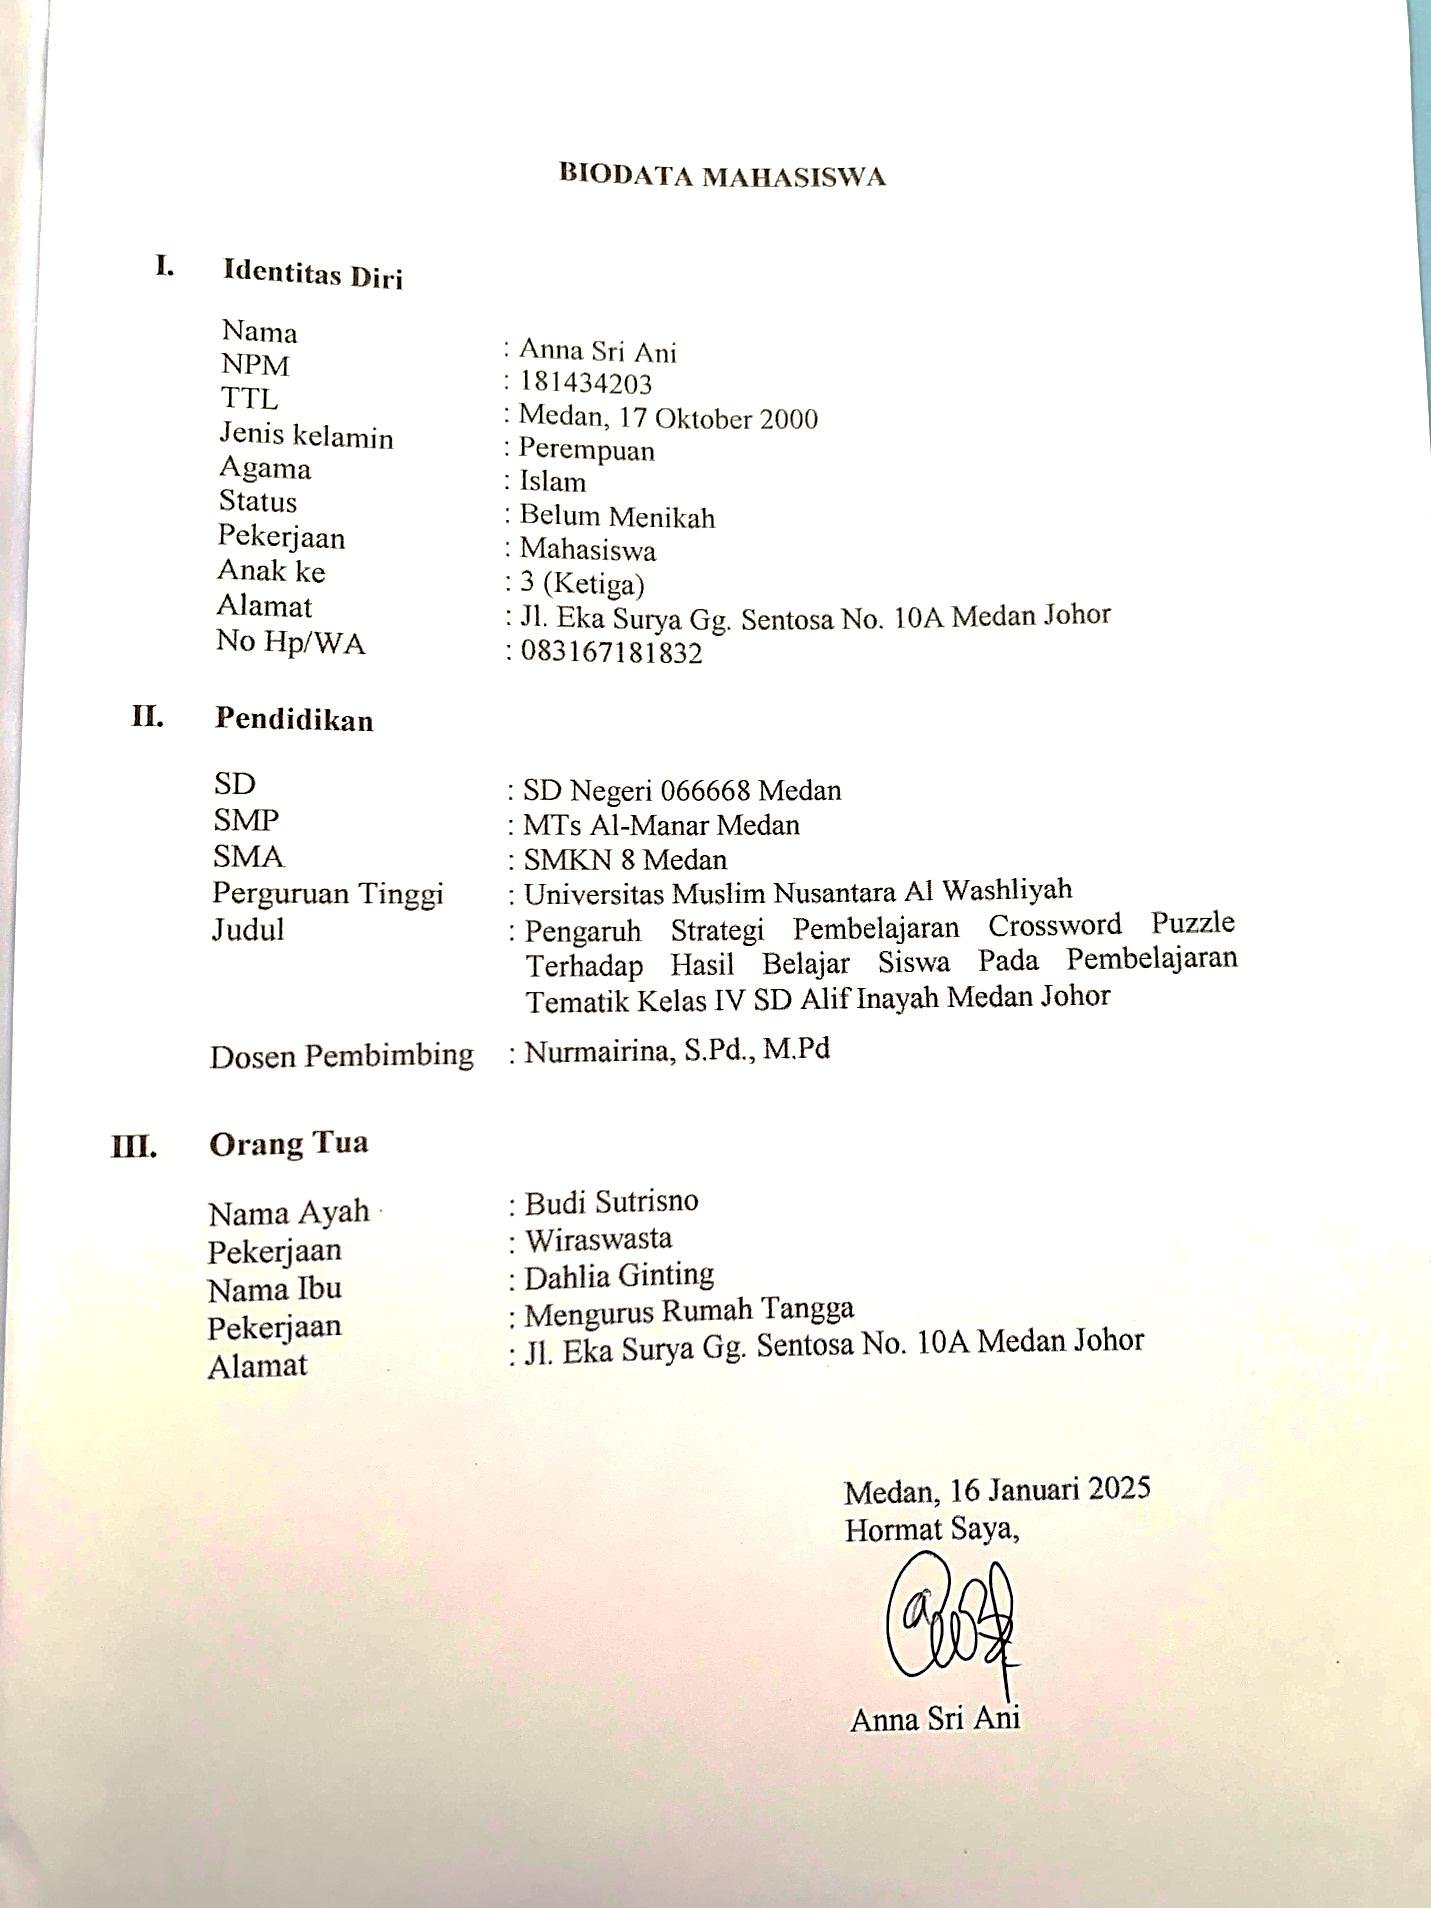 BIODATA MAHASISWA
I. Identitas Diri
Nama : Anna Sri Ani
NPM : 181434203
TTL : Medan, 17 Oktober 2000
Jenis kelamin : Perempuan
Agama : Islam
Status : Belum Menikah
Pekerjaan : Mahasiswa
Anak ke : 3 (Ketiga)
Alamat : Jl. Eka Surya Gg. Sentosa No. 10A Medan Johor
No Hp/WA : 083167181832
II. Pendidikan
SD : SD Negeri 066668 Medan
SMP : MTs Al-Manar Medan
SMA : SMKN 8 Medan
Perguruan Tinggi : Universitas Muslim Nusantara Al Washliyah
Judul : Pengaruh Strategi Pembelajaran Crossword Puzzle
Terhadap Hasil Belajar Siswa Pada Pembelajaran
Tematik Kelas IV SD Alif Inayah Medan Johor
Dosen Pembimbing : Nurmairina, S.Pd., M.Pd
III. Orang Tua
Nama Ayah : Budi Sutrisno
Pekerjaan : Wiraswasta
Nama Ibu : Dahlia Ginting
Pekerjaan : Mengurus Rumah Tangga
Alamat : Jl. Eka Surya Gg. Sentosa No. 10A Medan Johor
Medan, 16 Januari 2025
Hormat Saya,
Anna Sri Ani